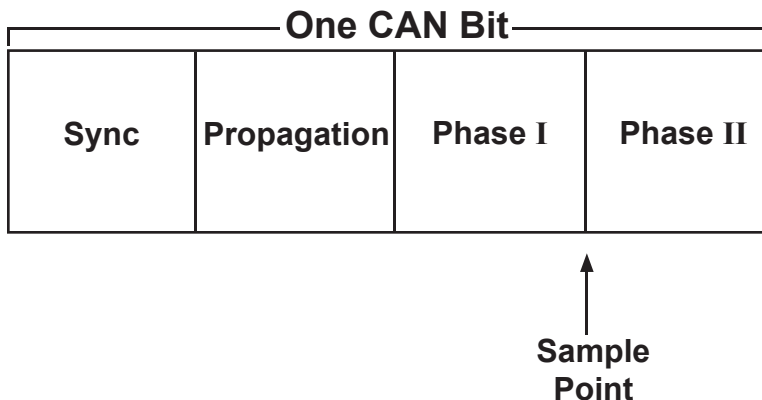 One CAN Bit
Sync
Propagation
Phase I
Phase II
Sample
Point